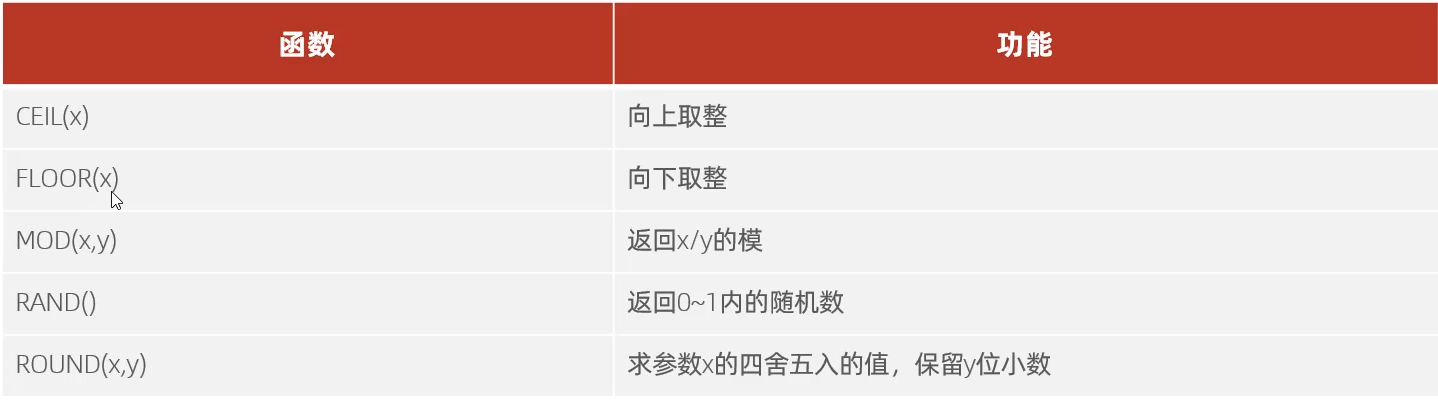 函数 功能
CEIL(x) 向上取整
FLOOR(x) 向下取整
MOD(x,y) 返回x/y的模
RAND() 返回0~1内的随机数
ROUND(x,y) 求参数x的四舍五入的值，保留y位小数